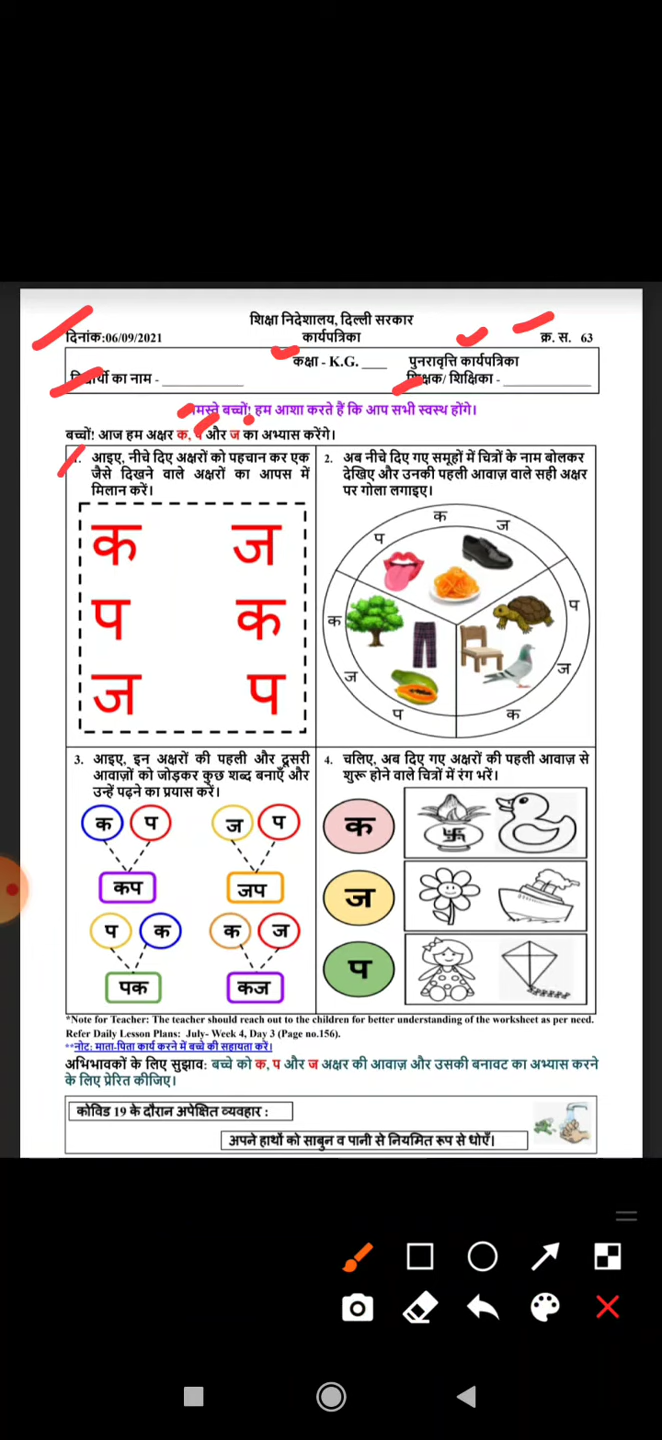 शिक्षा निदेशालय, दिल्ली सरकार
दिनांक:06/09/2021 कार्यपत्रिका क्र. स. 63
कक्षा - K.G. ____ पुनरावृत्ति कार्यपत्रिका
का नाम - ____________ शिक्षक/ शिक्षिका - ____________
बच्चों! हम आशा करते हैं कि आप सभी स्वस्थ होंगे।
बच्चों! आज हम अक्षर क, प और ज का अभ्यास करेंगे।
1. आइए, नीचे दिए अक्षरों को पहचान कर एक
जैसे दिखने वाले अक्षरों का आपस में
मिलान करें।
क ज
प क
ज प
2. अब नीचे दिए गए समूहों में चित्रों के नाम बोलकर
देखिए और उनकी पहली आवाज़ वाले सही अक्षर
पर गोला लगाइए।
प क ज
क प
ज ज
प क
3. आइए, इन अक्षरों की पहली और दूसरी
आवाज़ों को जोड़कर कुछ शब्द बनाएँ और
उन्हें पढ़ने का प्रयास करें।
क प ज प
कप जप
प क क ज
पक कज
4. चलिए, अब दिए गए अक्षरों की पहली आवाज़ से
शुरू होने वाले चित्रों में रंग भरें।
क
ज
प
*Note for Teacher: The teacher should reach out to the children for better understanding of the worksheet as per need.
Refer Daily Lesson Plans: July- Week 4, Day 3 (Page no.156).
**नोट: माता-पिता कार्य करने में बच्चे की सहायता करें।
अभिभावकों के लिए सुझाव: बच्चे को क, प और ज अक्षर की आवाज़ और उसकी बनावट का अभ्यास करने
के लिए प्रेरित कीजिए।
कोविड 19 के दौरान अपेक्षित व्यवहार :
अपने हाथों को साबुन व पानी से नियमित रूप से धोएँ।